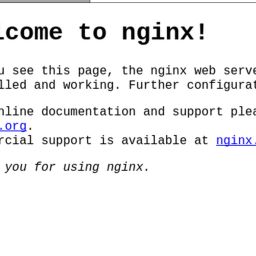 lcome to nginx!
u see this page, the nginx web serve
lled and working. Further configurat
nline documentation and support plea
.org.
rcial support is available at nginx.
you for using nginx.